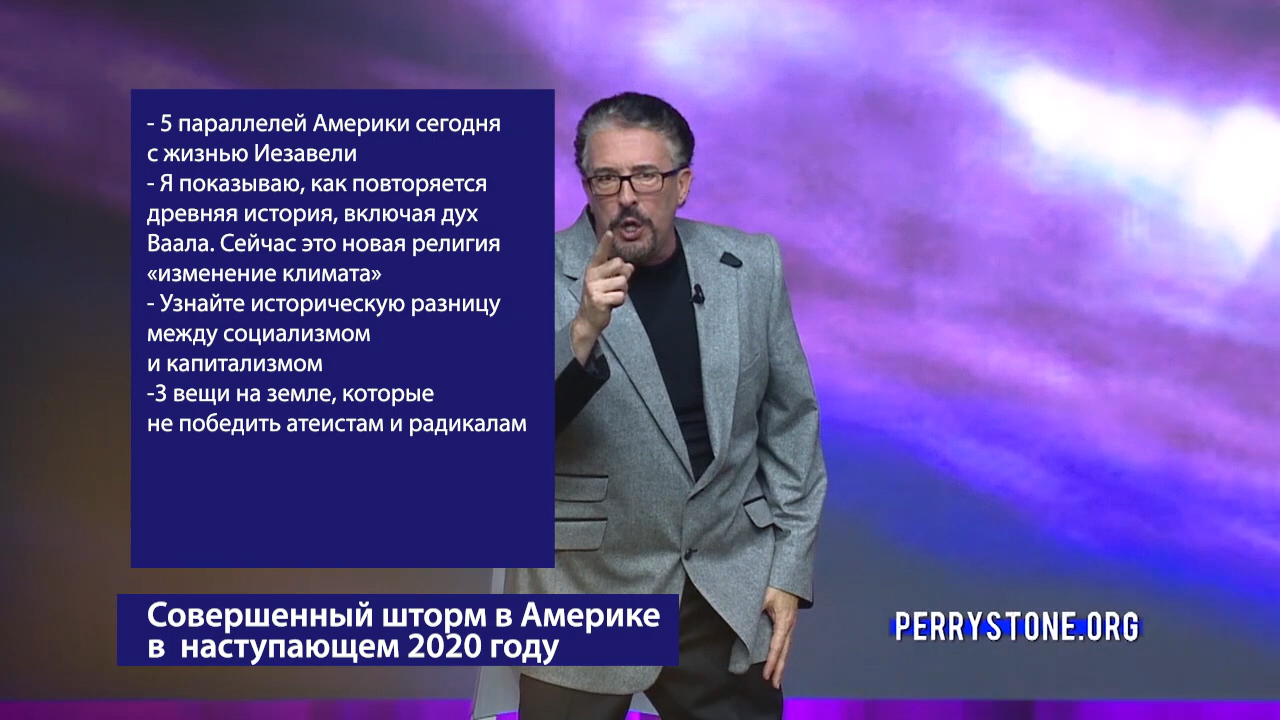 - 5 параллелей Америки сегодня
с жизнью Иезавели
- Я показываю, как повторяется
древняя история, включая дух
Ваала. Сейчас это новая религия
«изменение климата»
- Узнайте историческую разницу
между социализмом
и капитализмом
-3 вещи на земле, которые
не победить атеистам и радикалам
Совершенный шторм в Америке
в наступающем 2020 году
PERRYSTONE.ORG